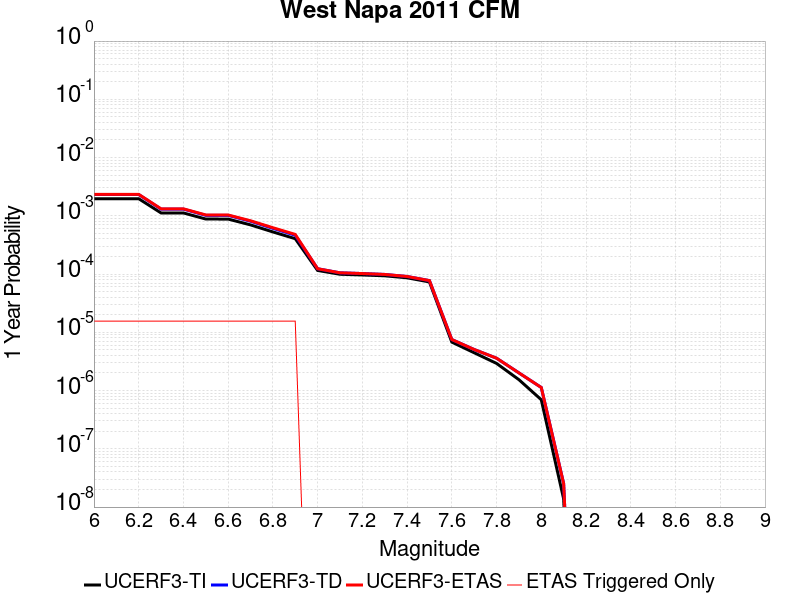 West Napa 2011 CFM
10^0
10^-1
10^-2
10^-3
10^-4
10^-5
10^-6
10^-7
10^-8
1 Year Probability
6 6.2 6.4 6.6 6.8 7 7.2 7.4 7.6 7.8 8 8.2 8.4 8.6 8.8 9
Magnitude
UCERF3-TI UCERF3-TD UCERF3-ETAS ETAS Triggered Only